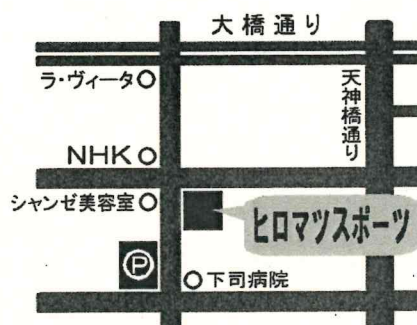 大橋通り
ラ・ヴィータ
天神橋通り
NHK
シャンゼ美容室
ヒロマツスポーツ
P
下司病院